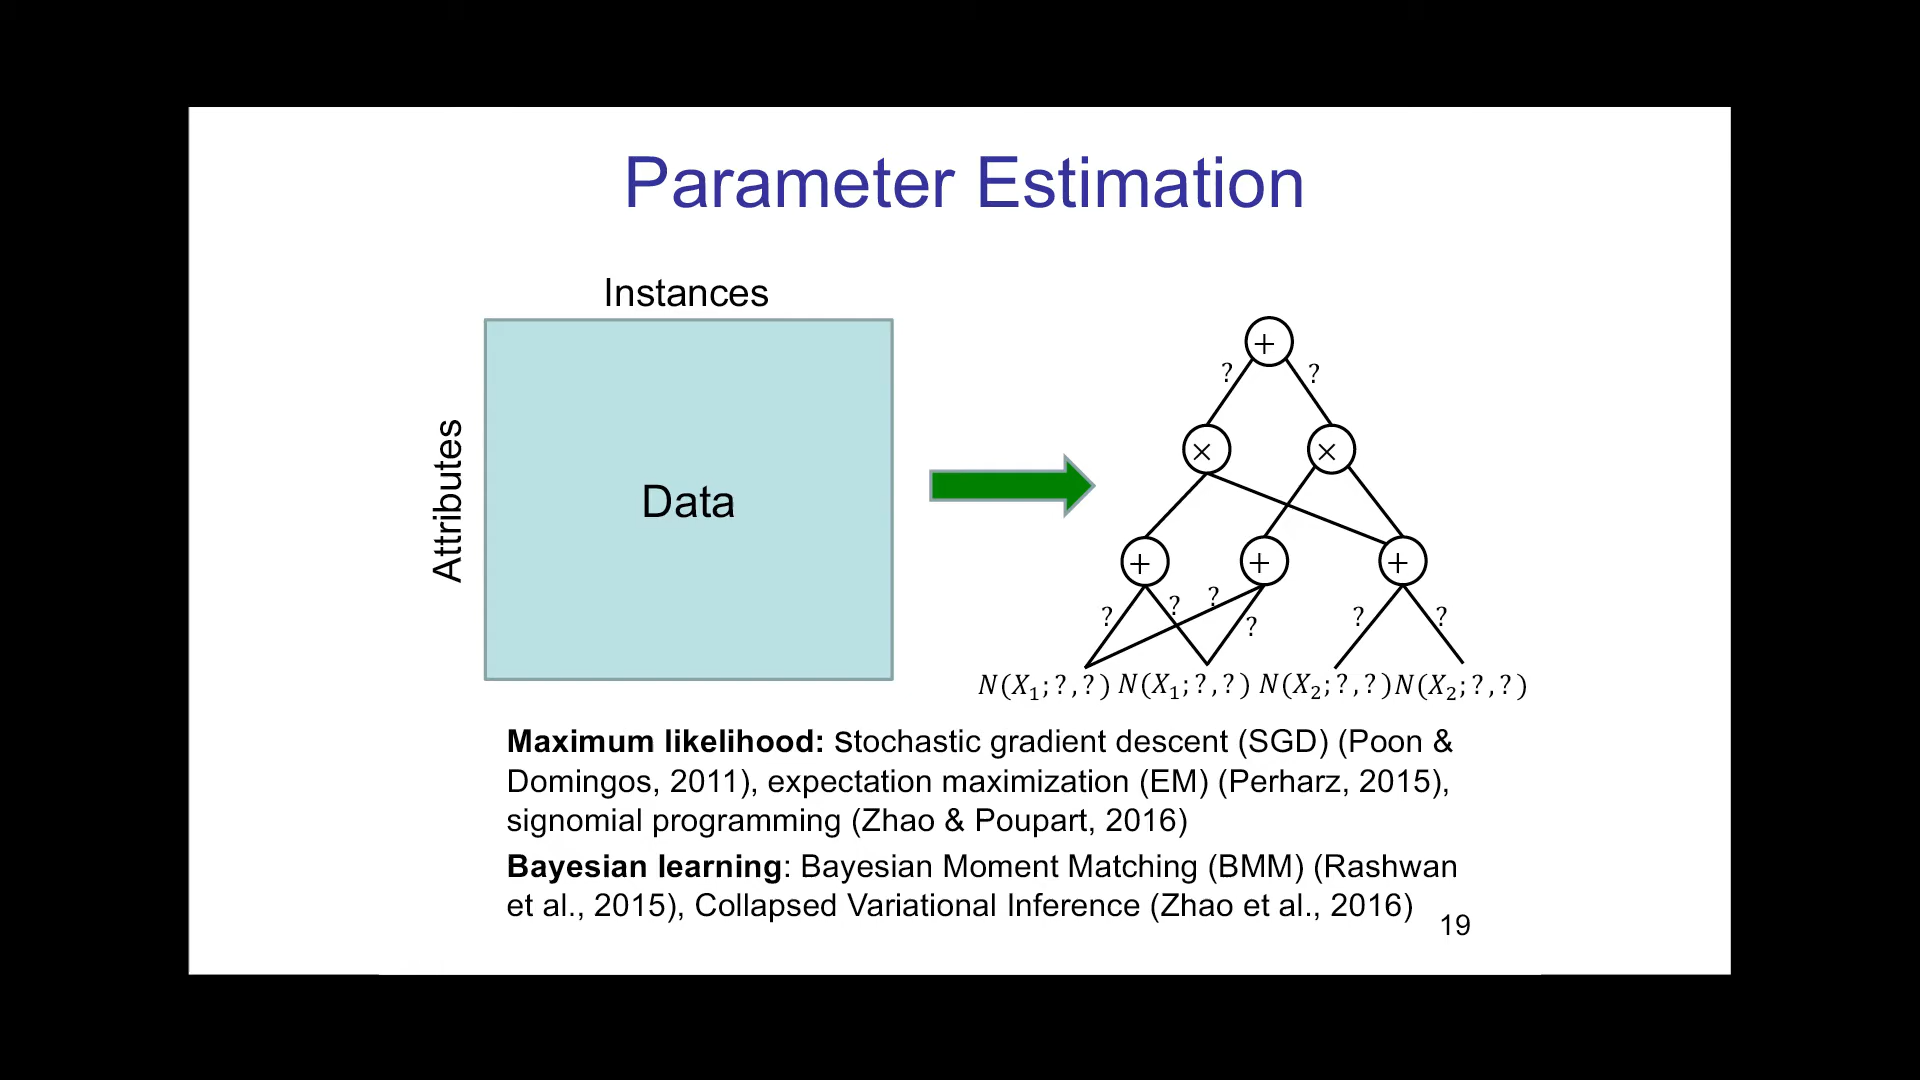 Parameter Estimation
Instances
Attributes
Data
+
? ?
× ×
+ + +
? ? ? ? ? ?
N(X₁;?,?) N(X₁;?,?) N(X₂;?,?) N(X₂;?,?)
Maximum likelihood: Stochastic gradient descent (SGD) (Poon &
Domingos, 2011), expectation maximization (EM) (Perharz, 2015),
signomial programming (Zhao & Poupart, 2016)
Bayesian learning: Bayesian Moment Matching (BMM) (Rashwan
et al., 2015), Collapsed Variational Inference (Zhao et al., 2016)
19